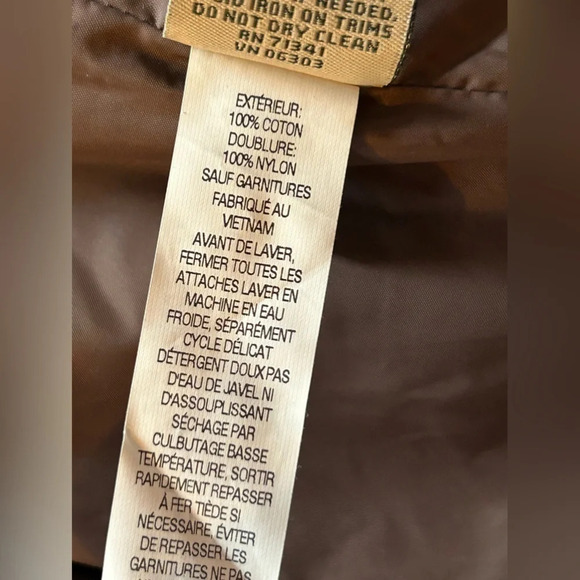 NEEDED,
IRON ON TRIMS
DO NOT DRY CLEAN
RN 71341
VN 06303
EXTÉRIEUR:
100% COTON
DOUBLURE:
100% NYLON
SAUF GARNITURES
FABRIQUÉ AU
VIETNAM
AVANT DE LAVER,
FERMER TOUTES LES
ATTACHES LAVER EN
MACHINE EN EAU
FROIDE, SÉPARÉMENT
CYCLE DÉLICAT
DÉTERGENT DOUX PAS
D'EAU DE JAVEL NI
D'ASSOUPLISSANT
SÉCHAGE PAR
CULBUTAGE BASSE
TEMPÉRATURE, SORTIR
RAPIDEMENT REPASSER
À FER TIÈDE SI
NÉCESSAIRE, ÉVITER
DE REPASSER LES
GARNITURES NE PAS